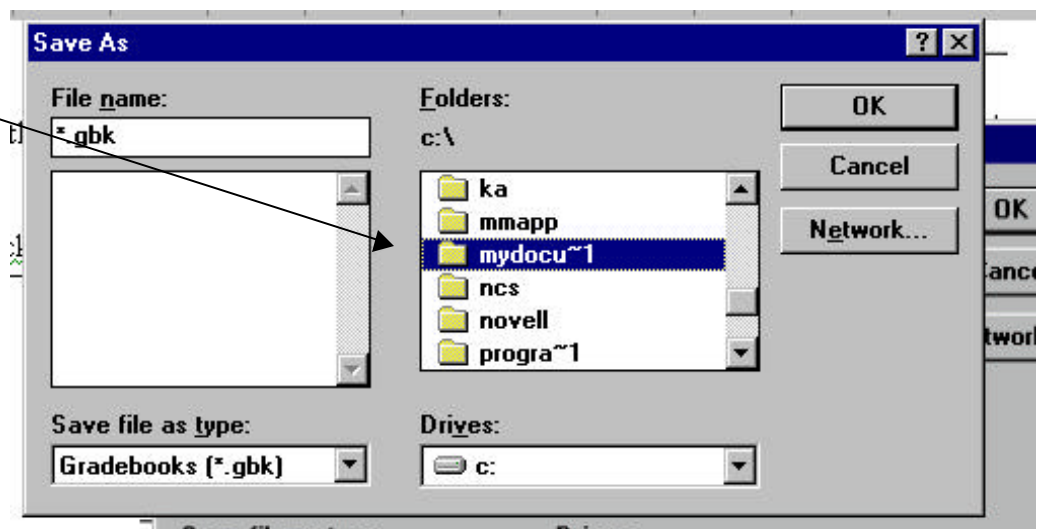 Save As
File name:
*.gbk
Folders:
c:\
ka
mmapp
mydocu~1
ncs
novell
progra~1
OK
Cancel
Network...
Save file as type:
Gradebooks (*.gbk)
Drives:
c:
OK